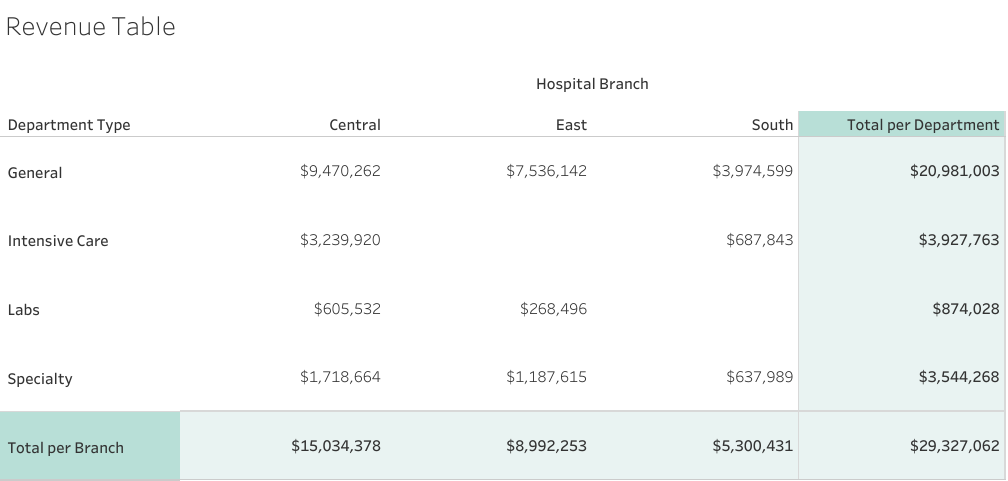 Revenue Table
Hospital Branch
Department Type Central East South Total per Department
General $9,470,262 $7,536,142 $3,974,599 $20,981,003
Intensive Care $3,239,920 $687,843 $3,927,763
Labs $605,532 $268,496 $874,028
Specialty $1,718,664 $1,187,615 $637,989 $3,544,268
Total per Branch $15,034,378 $8,992,253 $5,300,431 $29,327,062